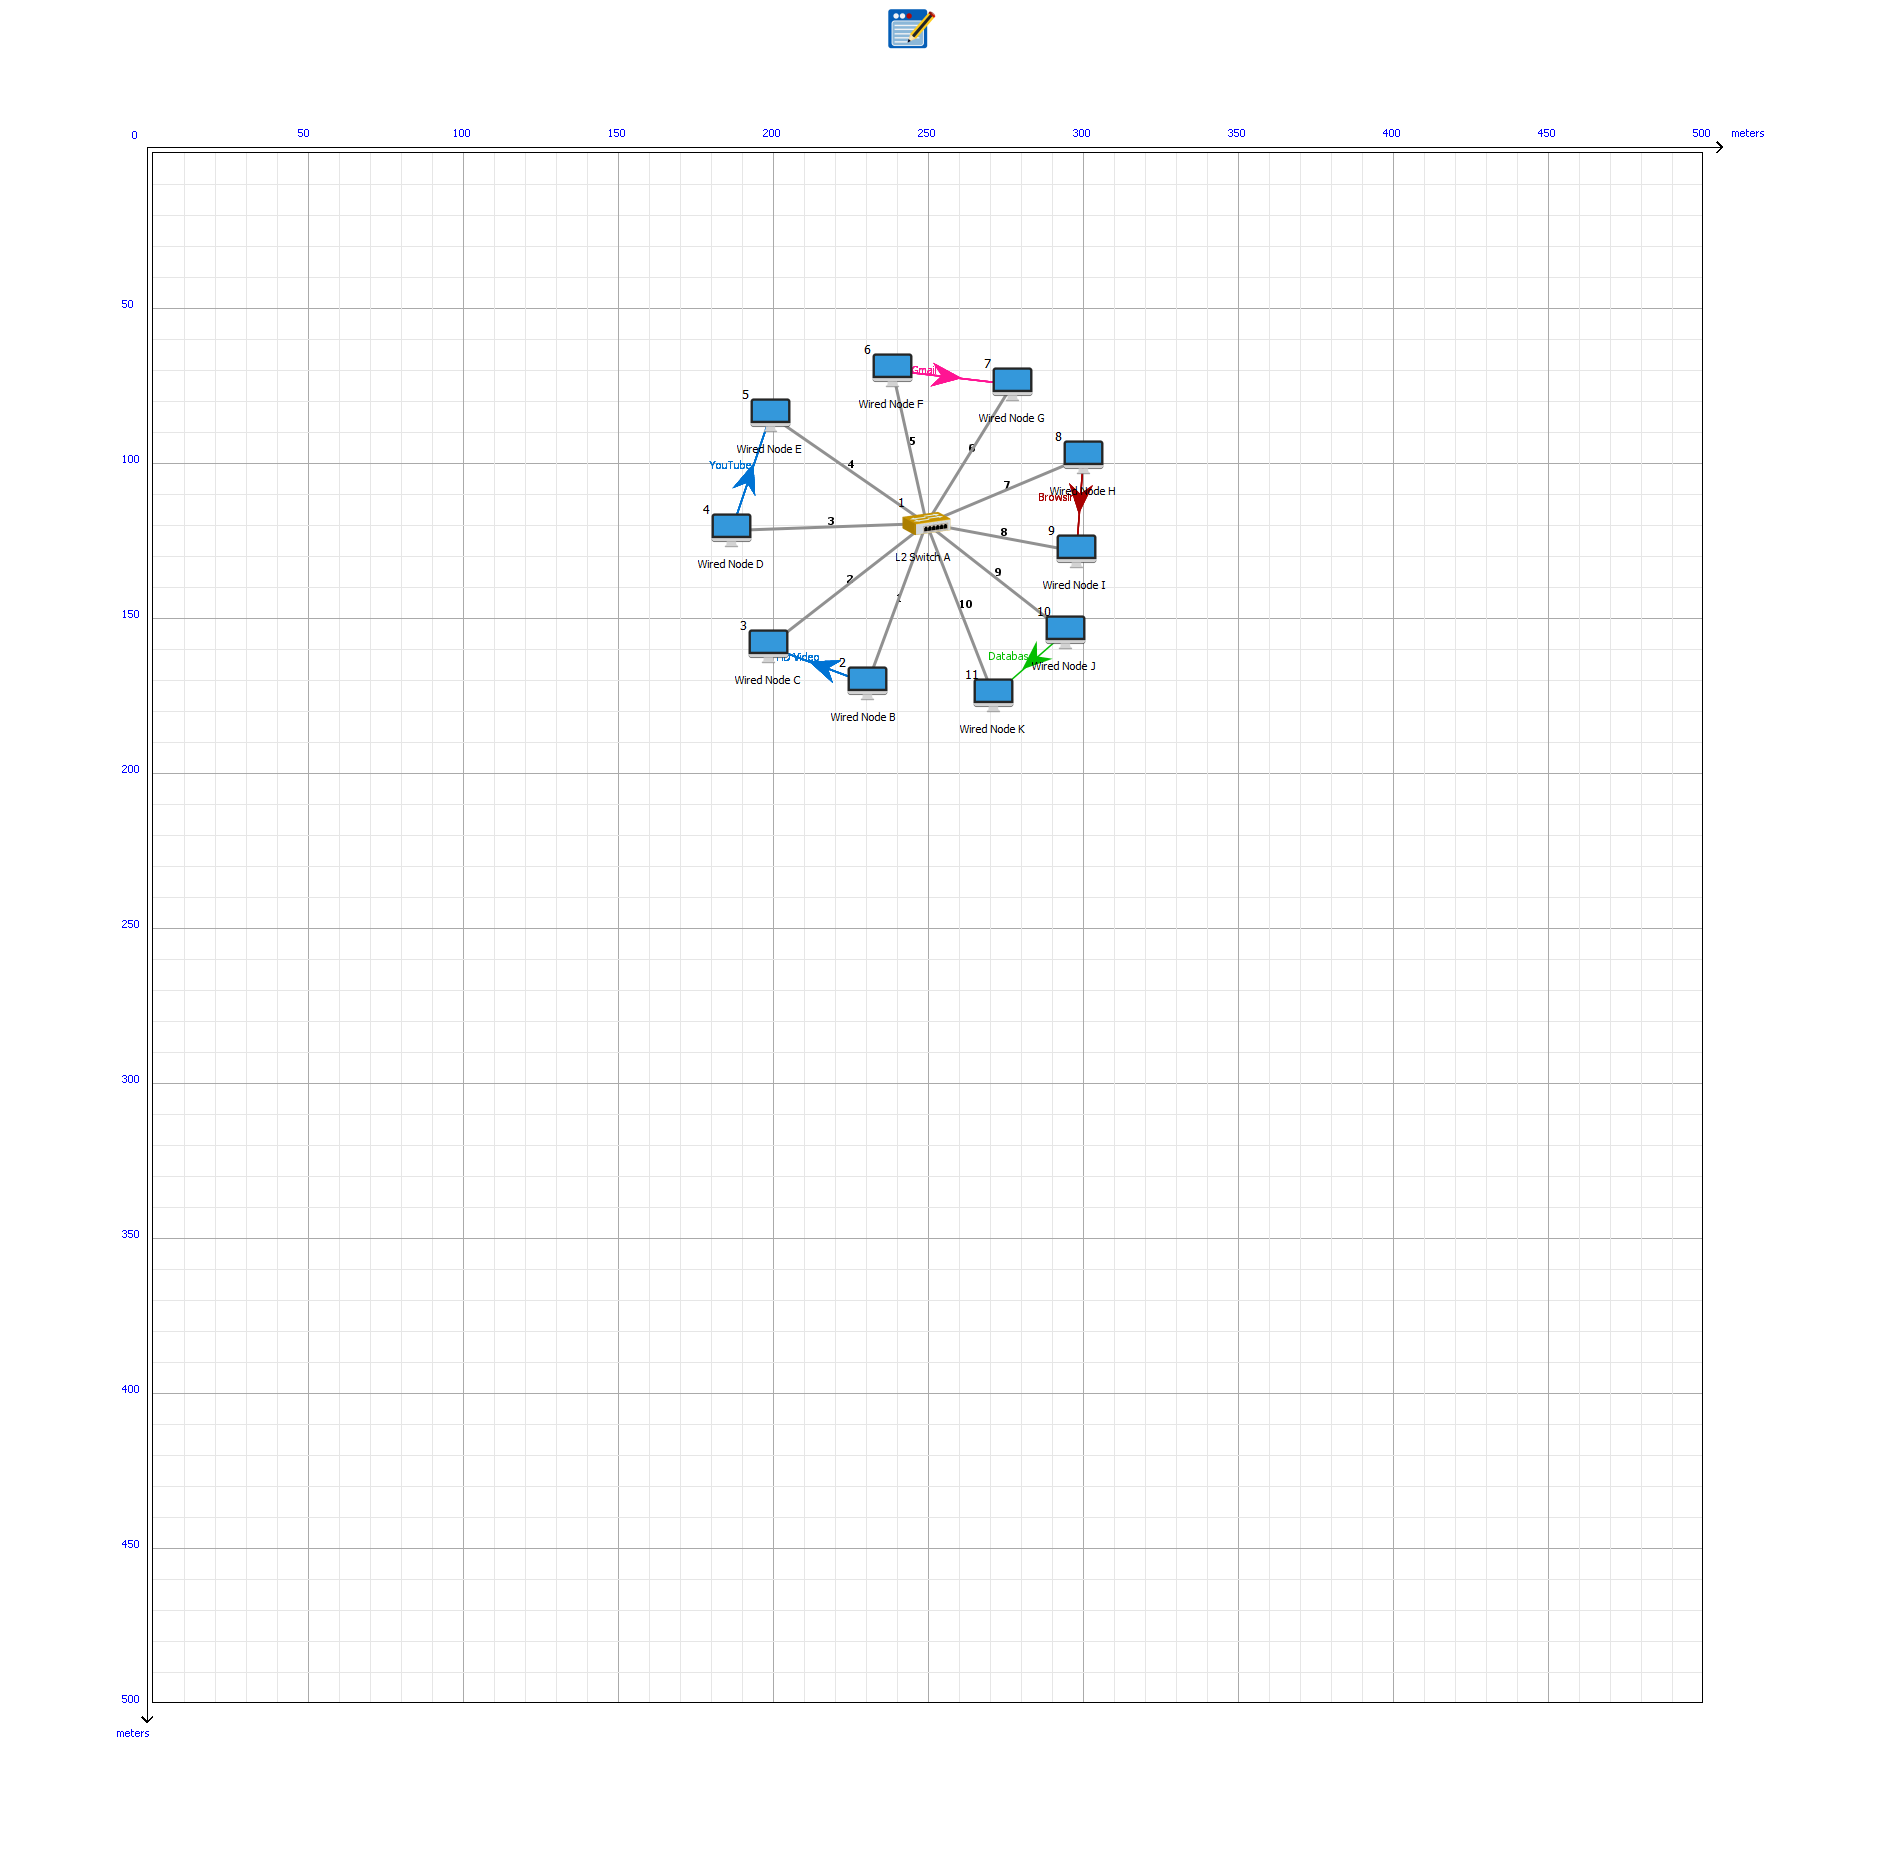 0 50 100 150 200 250 300 350 400 450 500 meters
50
6
7
Gmail
Wired Node F
5
Wired Node G
8
5
6
Wired Node E
100
YouTube
4
7
Wired Node H
1
4
3
8
9
Wired Node D
L2 Switch A
9
2
Wired Node I
10
10
150
3
Video
2
Wired Node J
11
Wired Node C
Wired Node B
Wired Node K
200
250
300
350
400
450
500
meters